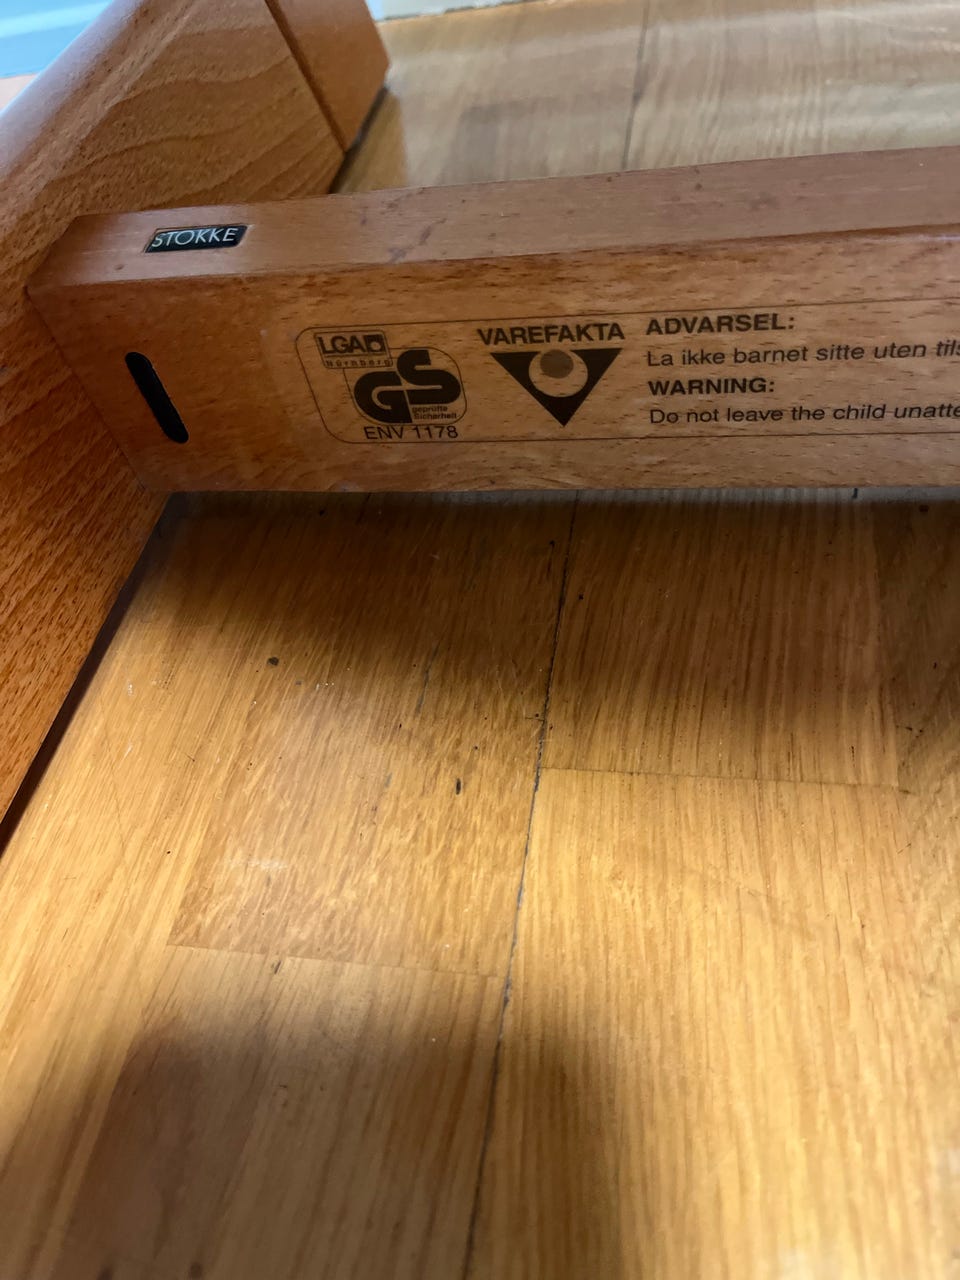 STOKKE
LGA
Nürnberg
GS
geprüfte
Sicherheit
ENV 1178
VAREFAKTA
ADVARSEL:
La ikke barnet sitte uten
WARNING:
Do not leave the child